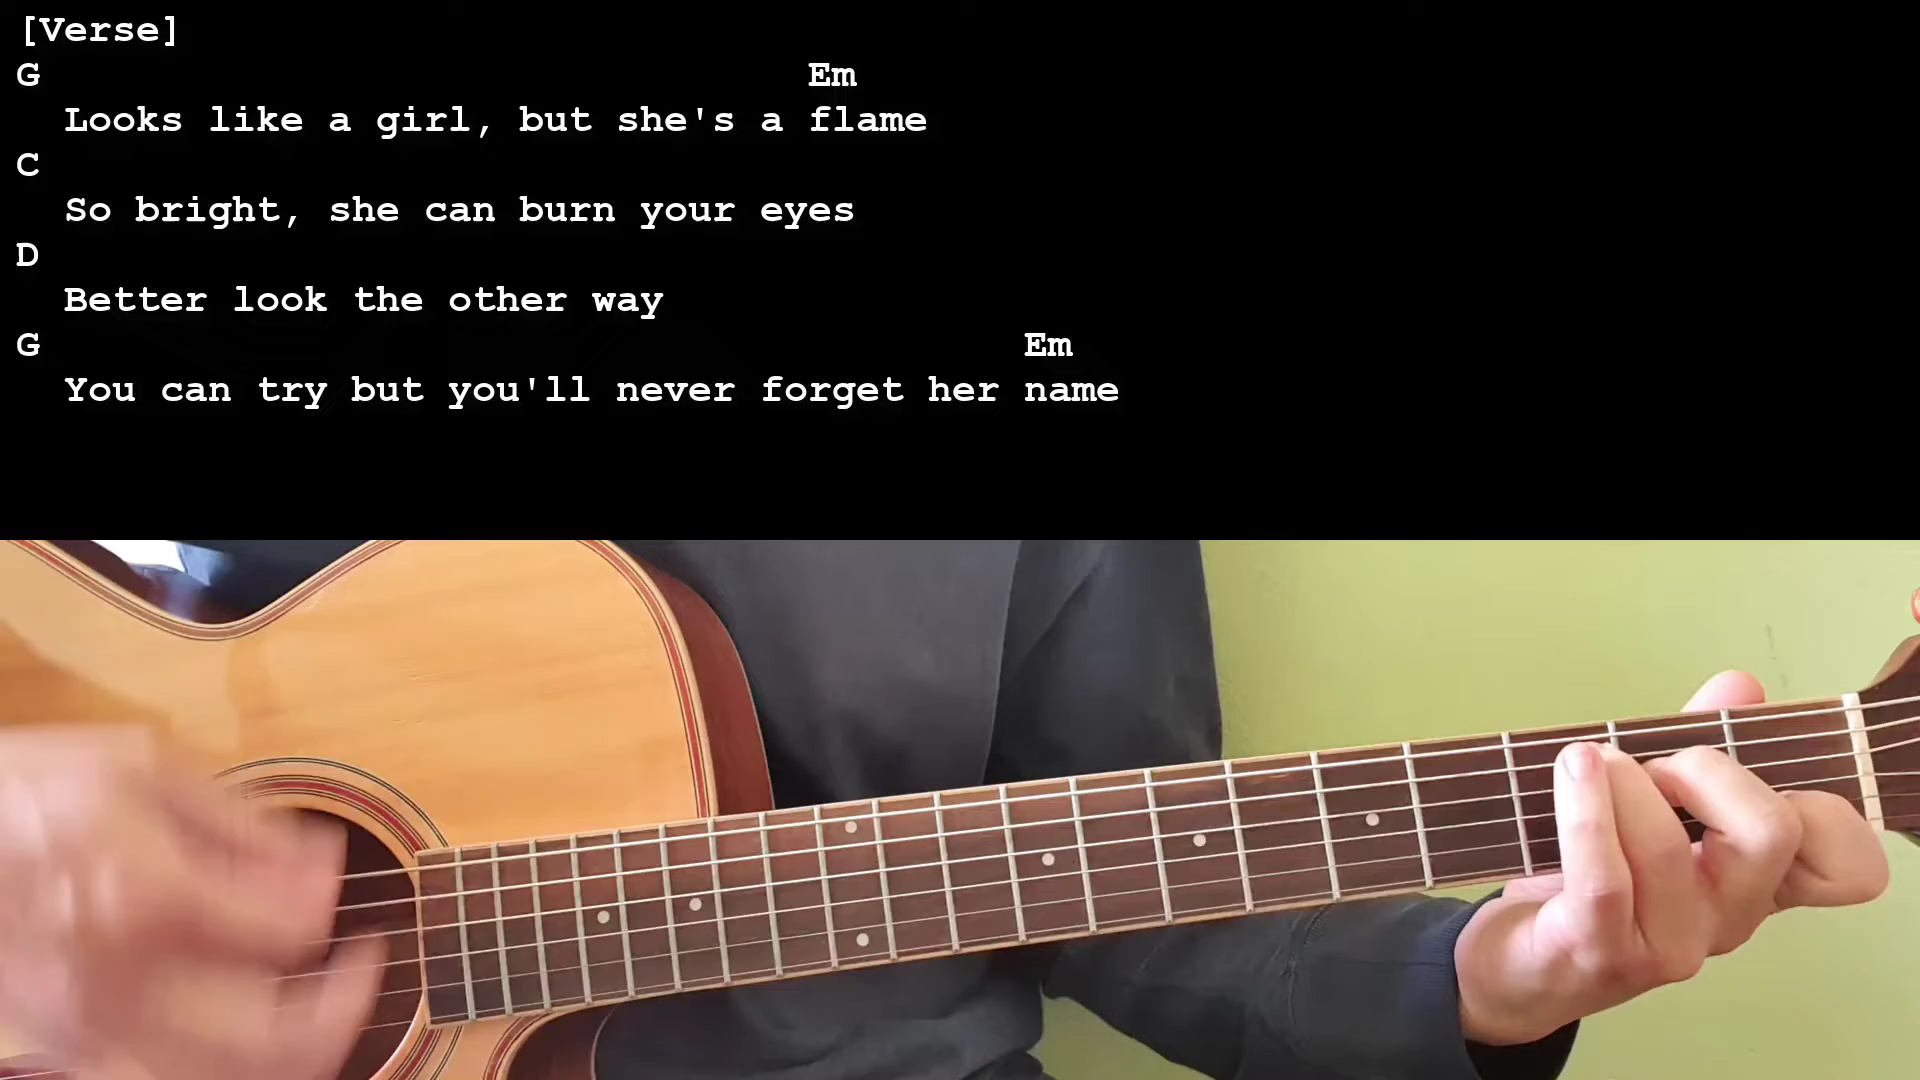 [Verse]
G Em
Looks like a girl, but she's a flame
C
So bright, she can burn your eyes
D
Better look the other way
G Em
You can try but you'll never forget her name